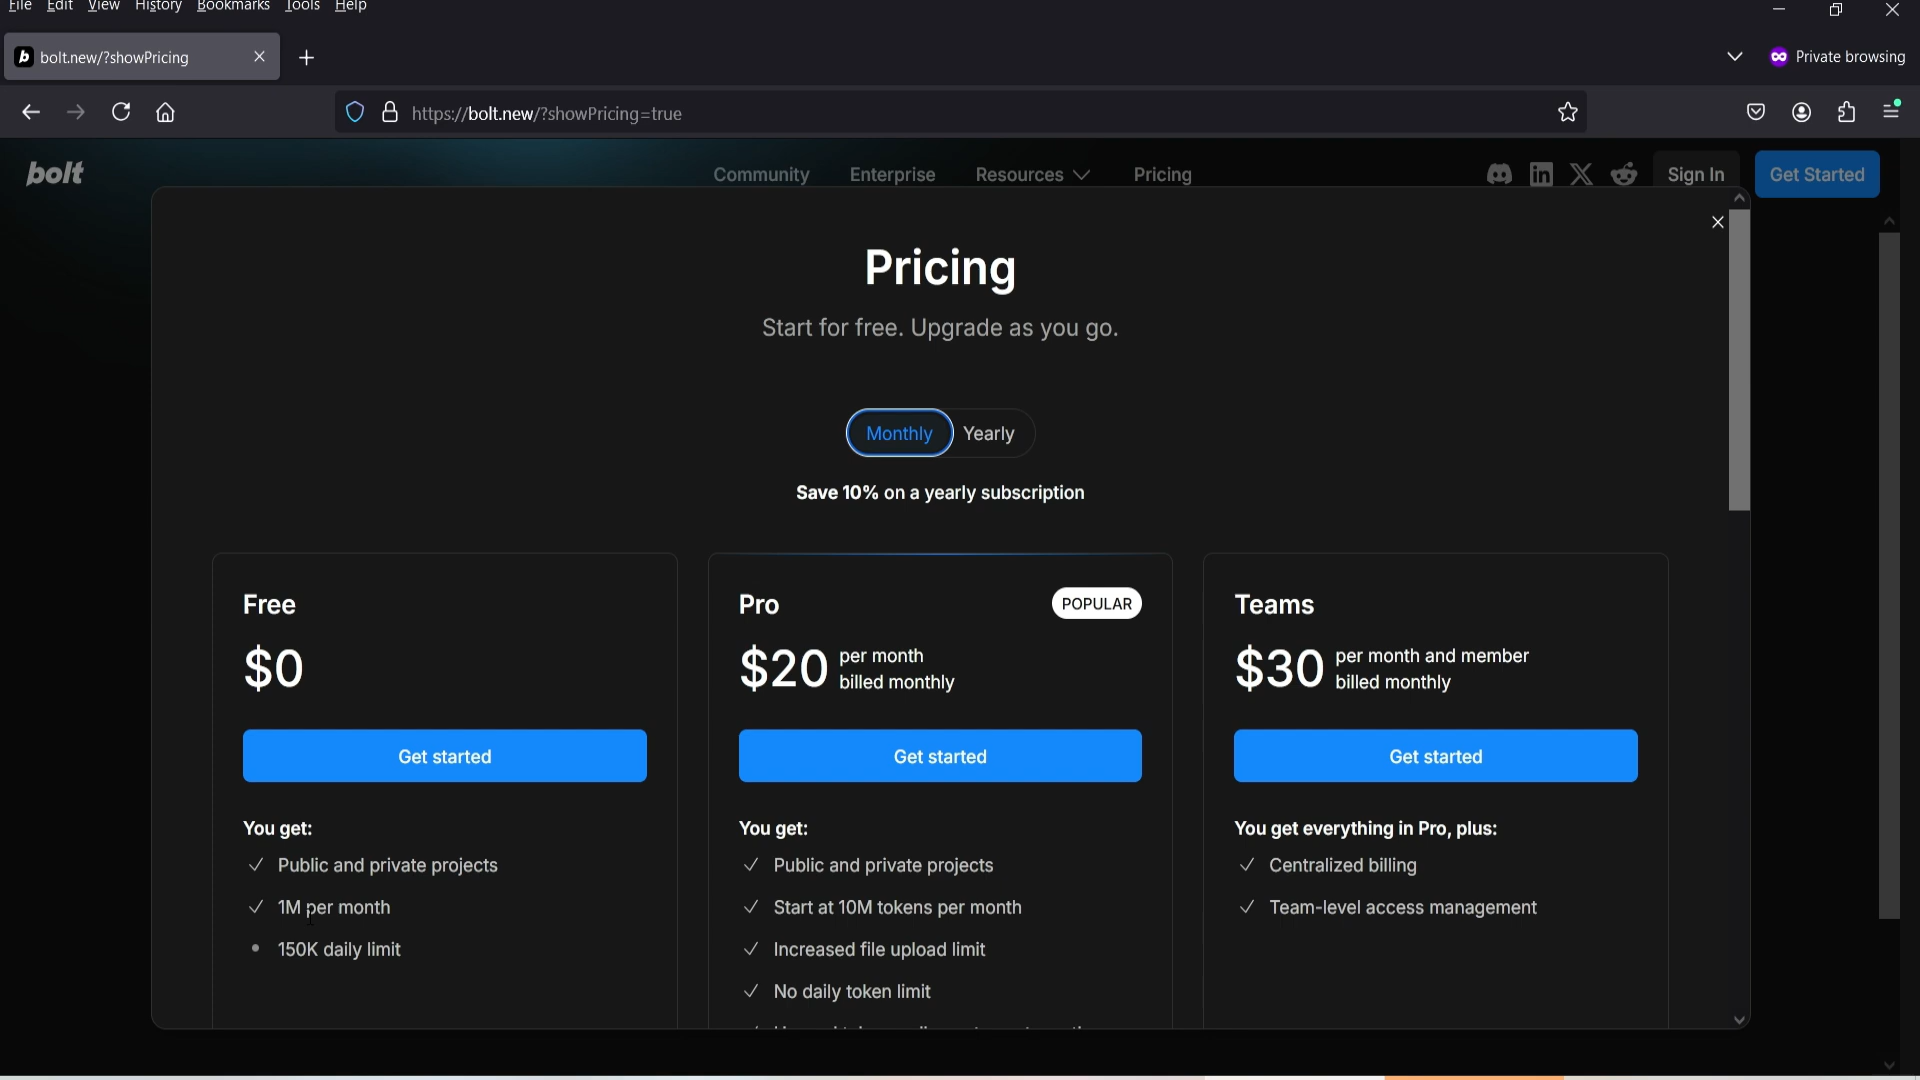 File Edit View History Bookmarks Tools Help
bolt.new/?showPricing
Private browsing
https://bolt.new/?showPricing=true
bolt
Community Enterprise Resources Pricing
Sign In
Get Started
Pricing
Start for free. Upgrade as you go.
Monthly Yearly
Save 10% on a yearly subscription
Free
$0
Get started
You get:
Public and private projects
1M per month
150K daily limit
Pro
POPULAR
$20 per month
billed monthly
Get started
You get:
Public and private projects
Start at 10M tokens per month
Increased file upload limit
No daily token limit
Teams
$30 per month and member
billed monthly
Get started
You get everything in Pro, plus:
Centralized billing
Team-level access management